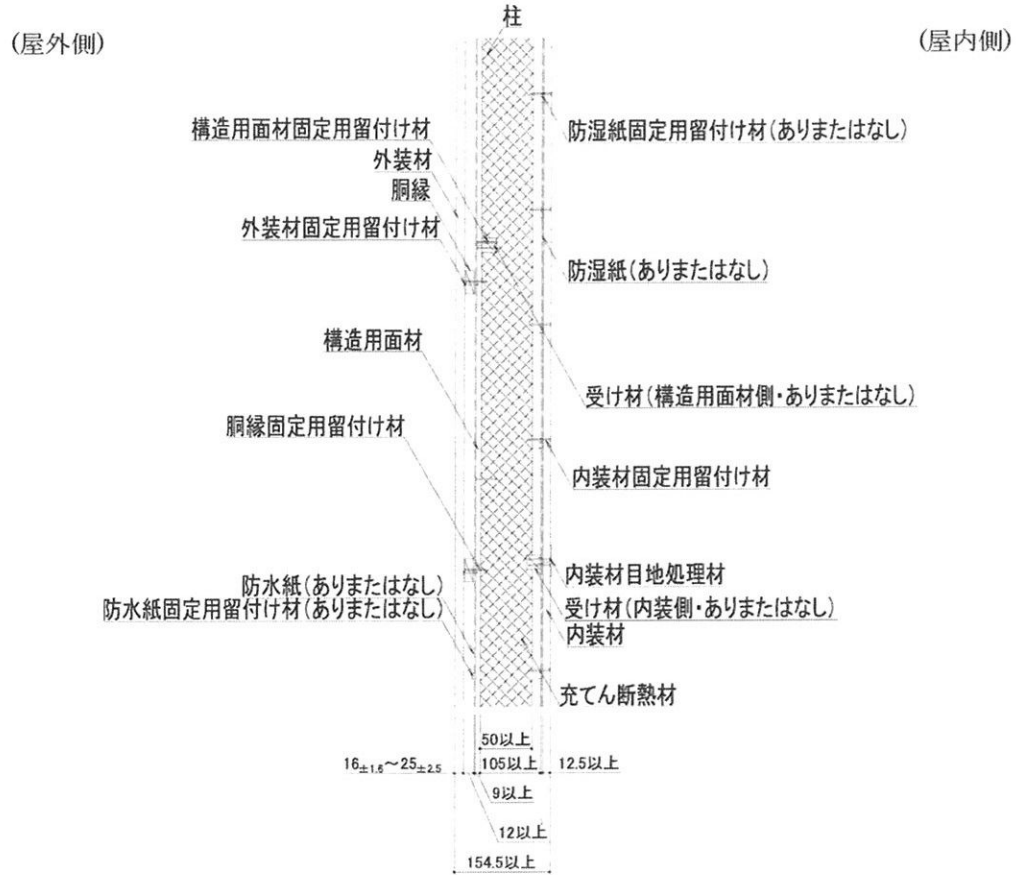 柱
(屋外側)
(屋内側)
構造用面材固定用留付け材
外装材
胴縁
外装材固定用留付け材
構造用面材
胴縁固定用留付け材
防水紙(ありまたはなし)
防水紙固定用留付け材(ありまたはなし)
防湿紙固定用留付け材(ありまたはなし)
防湿紙(ありまたはなし)
受け材(構造用面材側・ありまたはなし)
内装材固定用留付け材
内装材目地処理材
受け材(内装側・ありまたはなし)
内装材
充てん断熱材
50以上
16±1.6～25±2.5
105以上
12.5以上
9以上
12以上
154.5以上